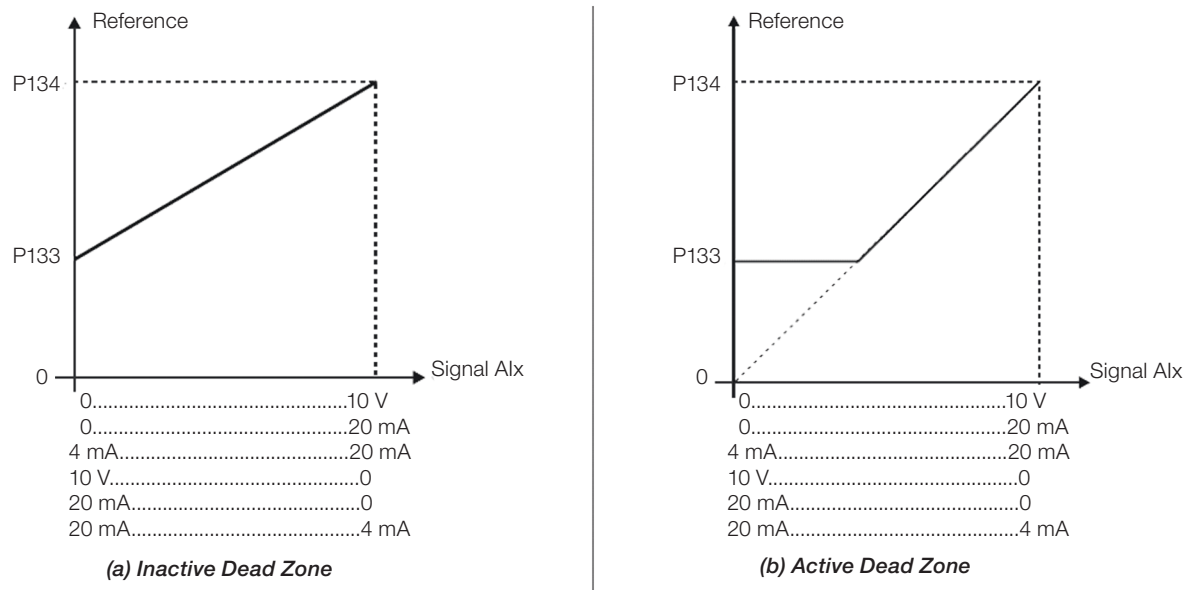 Reference
P134
P133
0
Signal AIx
0......................................10 V
0......................................20 mA
4 mA..................................20 mA
10 V......................................0
20 mA..................................0
20 mA..................................4 mA
(a) Inactive Dead Zone
Reference
P134
P133
0
Signal AIx
0......................................10 V
0......................................20 mA
4 mA..................................20 mA
10 V......................................0
20 mA..................................0
20 mA..................................4 mA
(b) Active Dead Zone